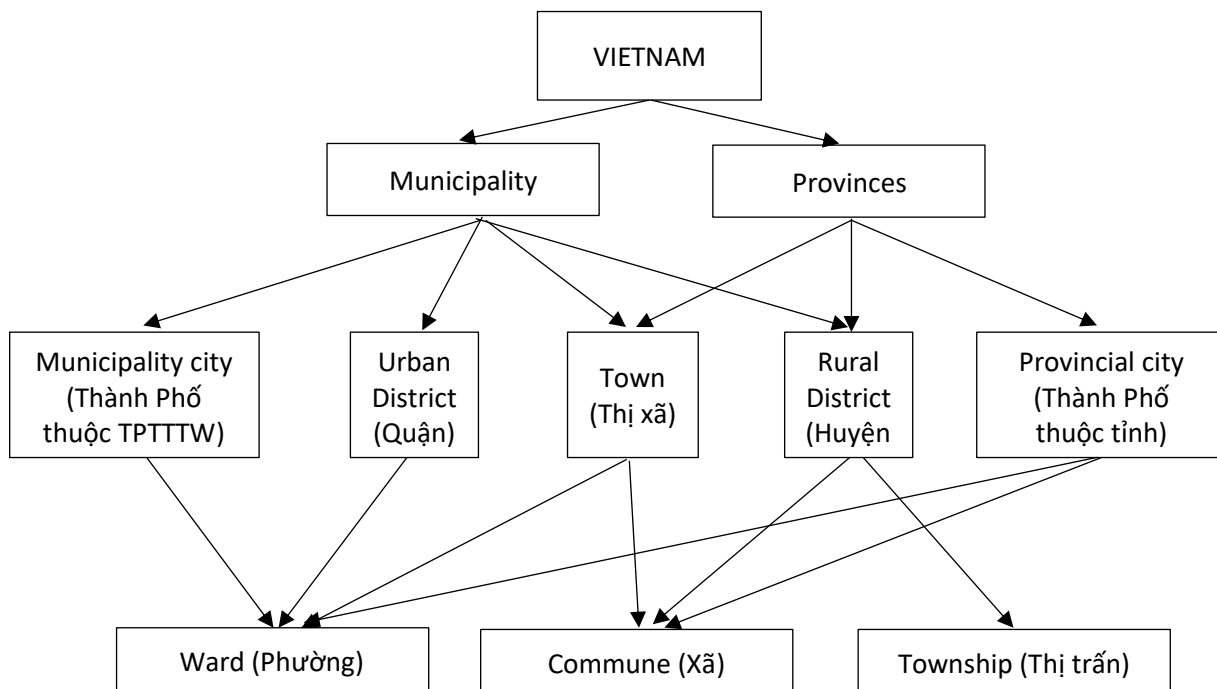 VIETNAM
Municipality
Provinces
Municipality city
(Thành Phố
thuộc TPTTTW)
Urban
District
(Quận)
Town
(Thị xã)
Rural
District
(Huyện
Provincial city
(Thành Phố
thuộc tỉnh)
Ward (Phường)
Commune (Xã)
Township (Thị trấn)